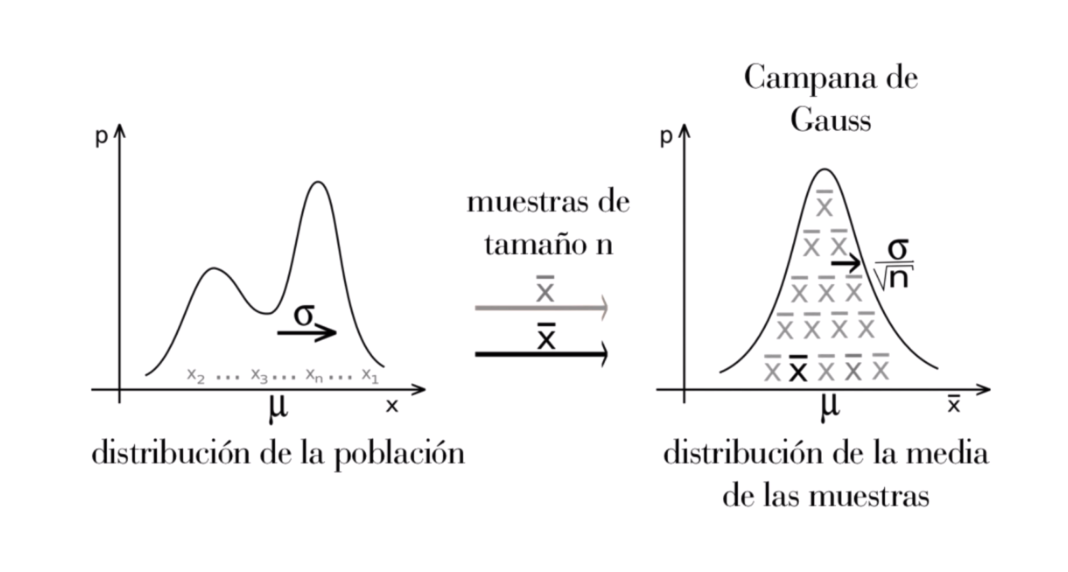 p
σ
x₂ ... x₃... xₙ... x₁
μ
x
distribución de la población
muestras de
tamaño n
x̅
x̅
Campana de
Gauss
p
x̅
x̅ x̅
σ
√n
x̅ x̅ x̅
x̅ x̅ x̅ x̅
x̅ x̅ x̅ x̅ x̅
μ
x̅
distribución de la media
de las muestras